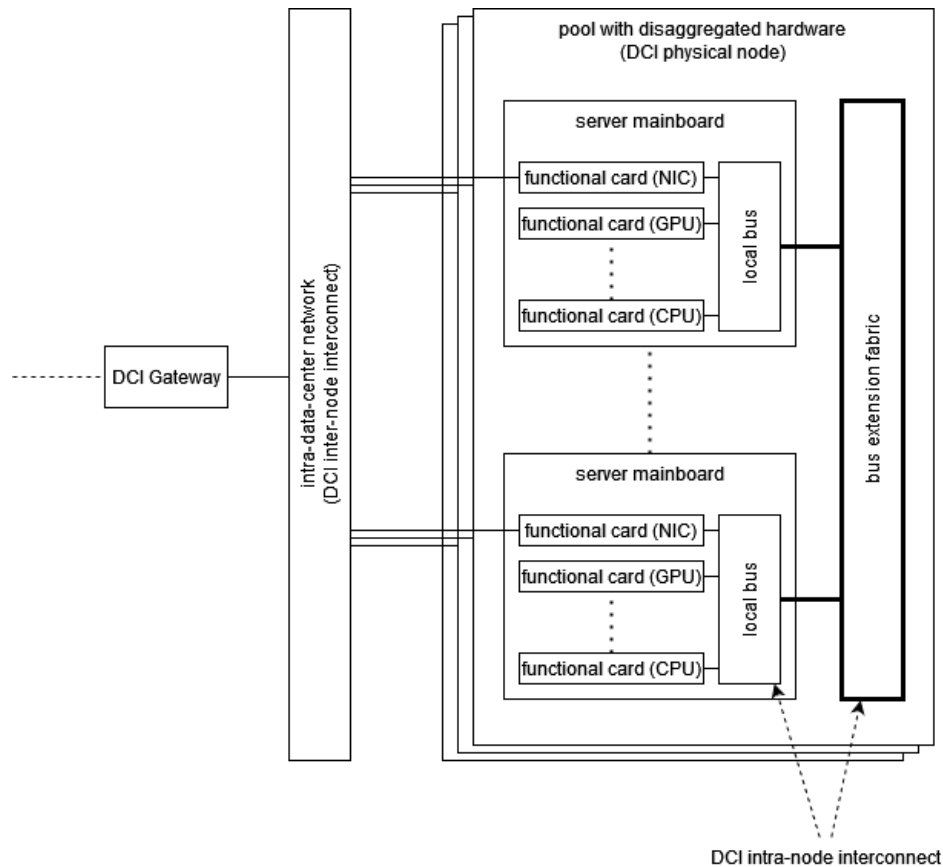 pool with disaggregated hardware
(DCI physical node)
server mainboard
functional card (NIC)
functional card (GPU)
functional card (CPU)
local bus
bus extension fabric
intra-data-center network
(DCI inter-node interconnect)
DCI Gateway
server mainboard
functional card (NIC)
functional card (GPU)
functional card (CPU)
local bus
DCI intra-node interconnect